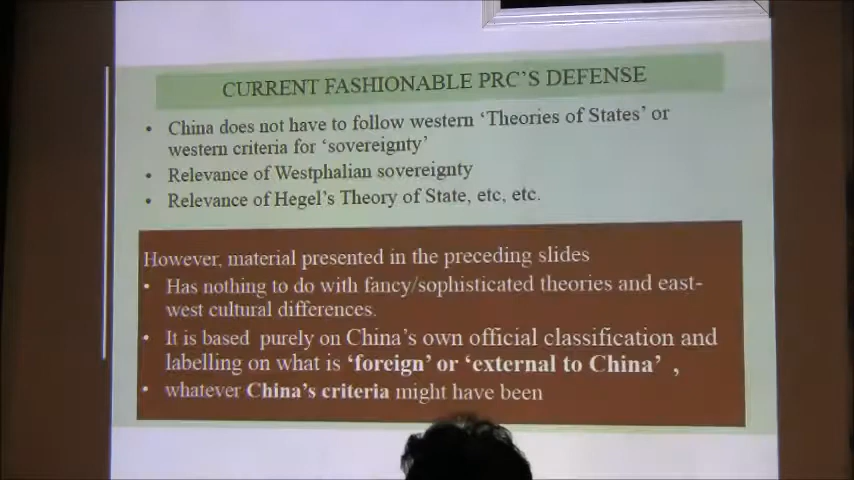 CURRENT FASHIONABLE PRC'S DEFENSE
• China does not have to follow western 'Theories of States' or
western criteria for 'sovereignty'
• Relevance of Westphalian sovereignty
• Relevance of Hegel's Theory of State, etc, etc.
However, material presented in the preceding slides
• Has nothing to do with fancy/sophisticated theories and east-
west cultural differences.
• It is based purely on China's own official classification and
labelling on what is 'foreign' or 'external to China' ,
• whatever China's criteria might have been